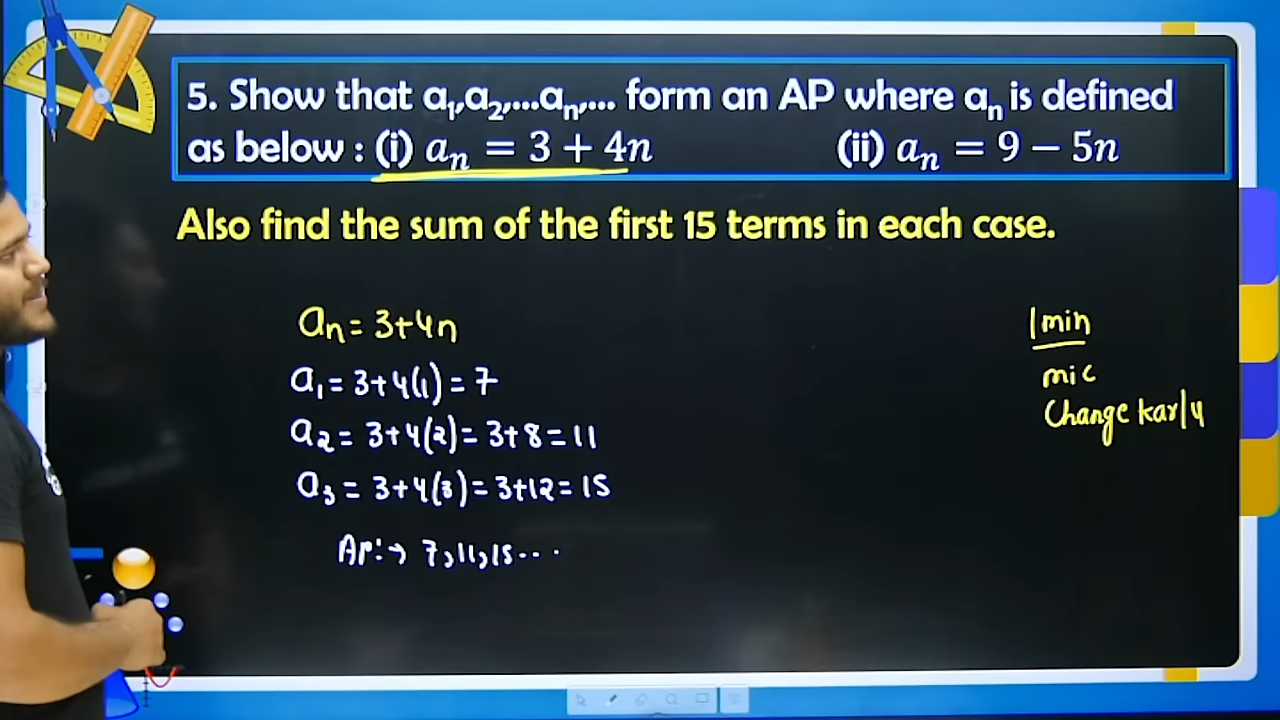 5. Show that a₁,a₂,...aₙ,... form an AP where aₙ is defined
as below : (i) aₙ = 3 + 4n (ii) aₙ = 9 − 5n
Also find the sum of the first 15 terms in each case.
aₙ = 3+4n
a₁ = 3+4(1) = 7
a₂ = 3+4(2) = 3+8 = 11
a₃ = 3+4(3) = 3+12 = 15
AP:→ 7,11,15...
1 min
mic
Change kar|4